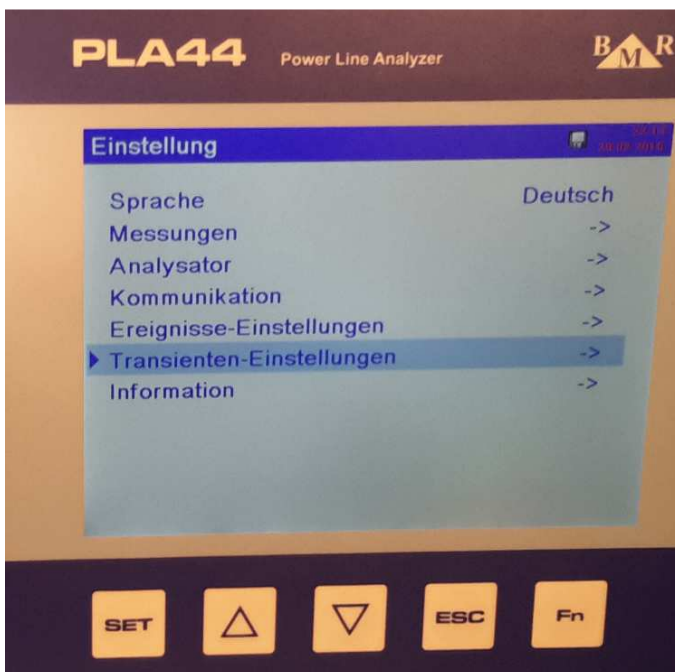 PLA44 Power Line Analyzer BMR
Einstellung
Sprache Deutsch
Messungen ->
Analysator ->
Kommunikation ->
Ereignisse-Einstellungen ->
Transienten-Einstellungen ->
Information ->
SET ESC Fn